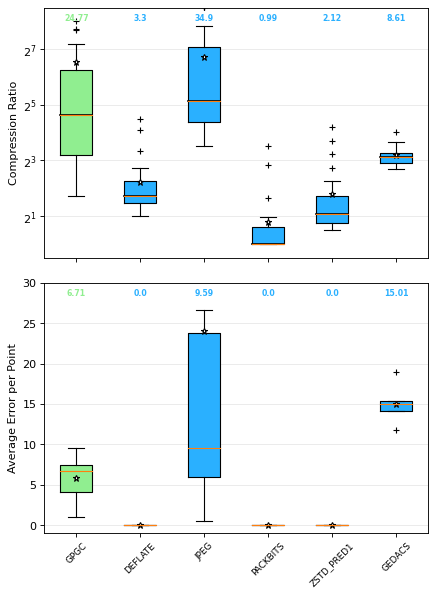 24.77 3.3 34.9 0.99 2.12 8.61
Compression Ratio
2^7
2^5
2^3
2^1
6.71 0.0 9.59 0.0 0.0 15.01
Average Error per Point
30
25
20
15
10
5
0
GPGC DEFLATE JPEG PACKBITS ZSTD_PRED1 GEDACS